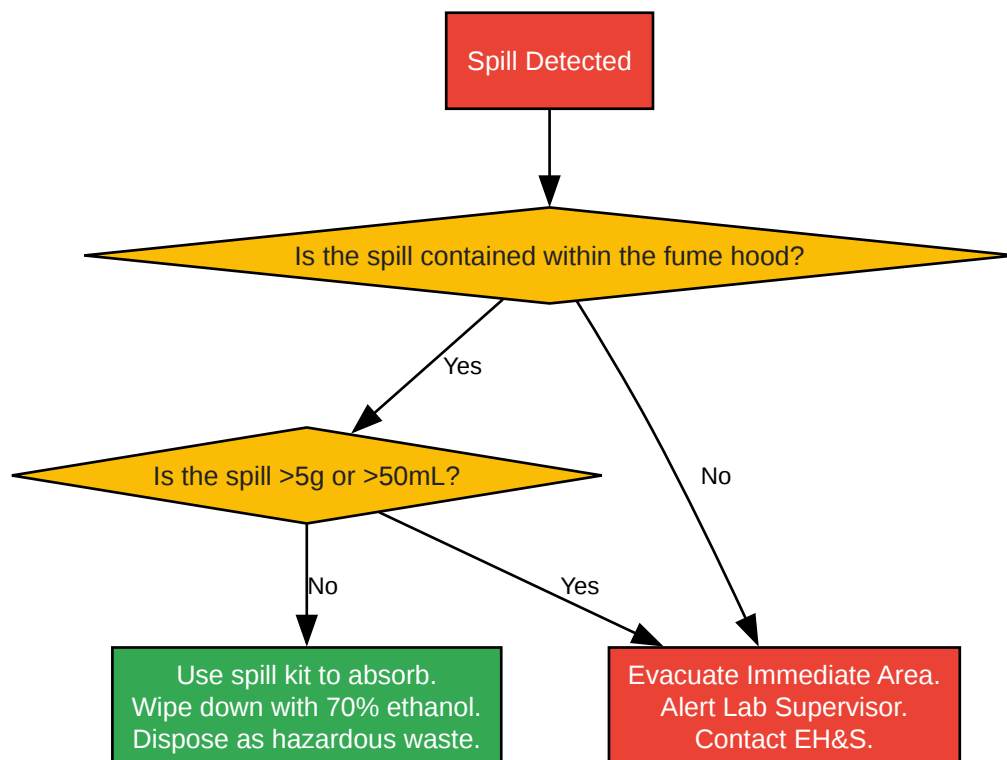 Spill Detected
Is the spill contained within the fume hood?
Yes
No
Is the spill >5g or >50mL?
No
Yes
Use spill kit to absorb.
Wipe down with 70% ethanol.
Dispose as hazardous waste.
Evacuate Immediate Area.
Alert Lab Supervisor.
Contact EH&S.